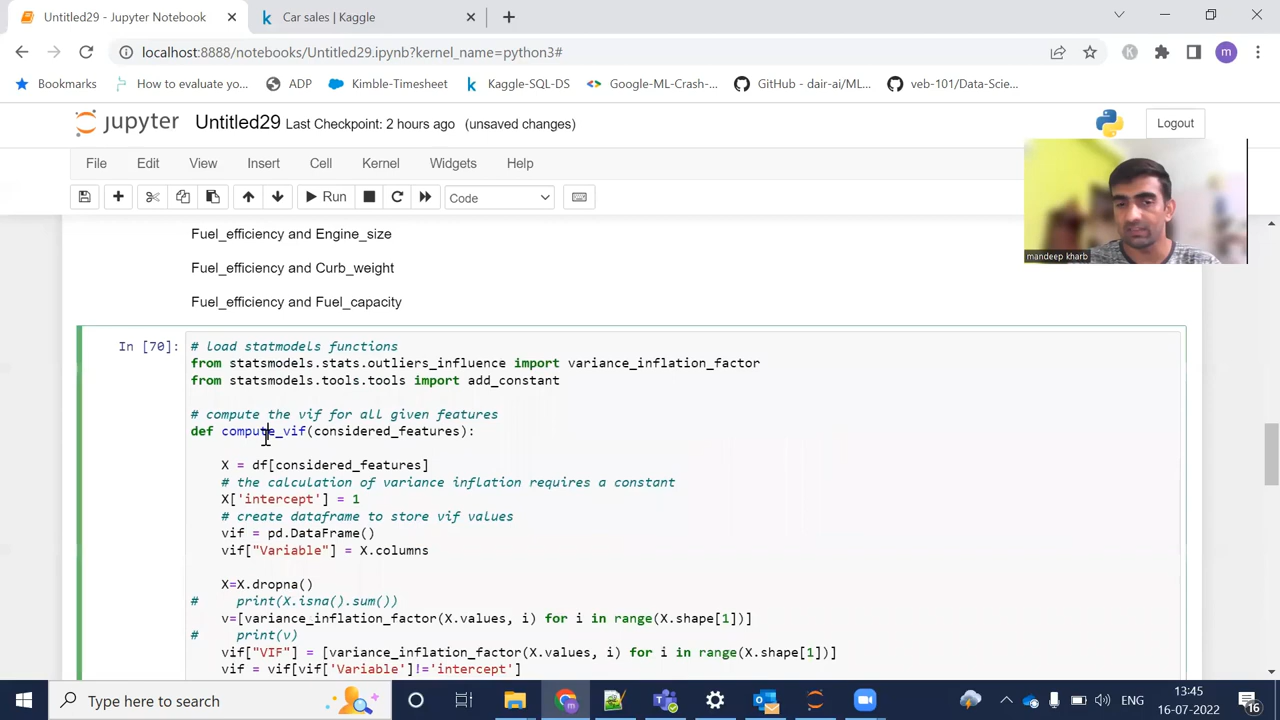 Untitled29 - Jupyter Notebook
Car sales | Kaggle
localhost:8888/notebooks/Untitled29.ipynb?kernel_name=python3#
m
Bookmarks
How to evaluate yo...
ADP
Kimble-Timesheet
Kaggle-SQL-DS
Google-ML-Crash-...
GitHub - dair-ai/ML...
veb-101/Data-Scie...
jupyter Untitled29 Last Checkpoint: 2 hours ago (unsaved changes)
Logout
File Edit View Insert Cell Kernel Widgets Help
Run
Code
mandeep kharb
Fuel_efficiency and Engine_size
Fuel_efficiency and Curb_weight
Fuel_efficiency and Fuel_capacity
In [70]:
# load statmodels functions
from statsmodels.stats.outliers_influence import variance_inflation_factor
from statsmodels.tools.tools import add_constant
# compute the vif for all given features
def compute_vif(considered_features):
X = df[considered_features]
# the calculation of variance inflation requires a constant
X['intercept'] = 1
# create dataframe to store vif values
vif = pd.DataFrame()
vif["Variable"] = X.columns
X=X.dropna()
# print(X.isna().sum())
v=[variance_inflation_factor(X.values, i) for i in range(X.shape[1])]
# print(v)
vif["VIF"] = [variance_inflation_factor(X.values, i) for i in range(X.shape[1])]
vif = vif[vif['Variable']!='intercept']
Type here to search
ENG
13:45
16-07-2022
16